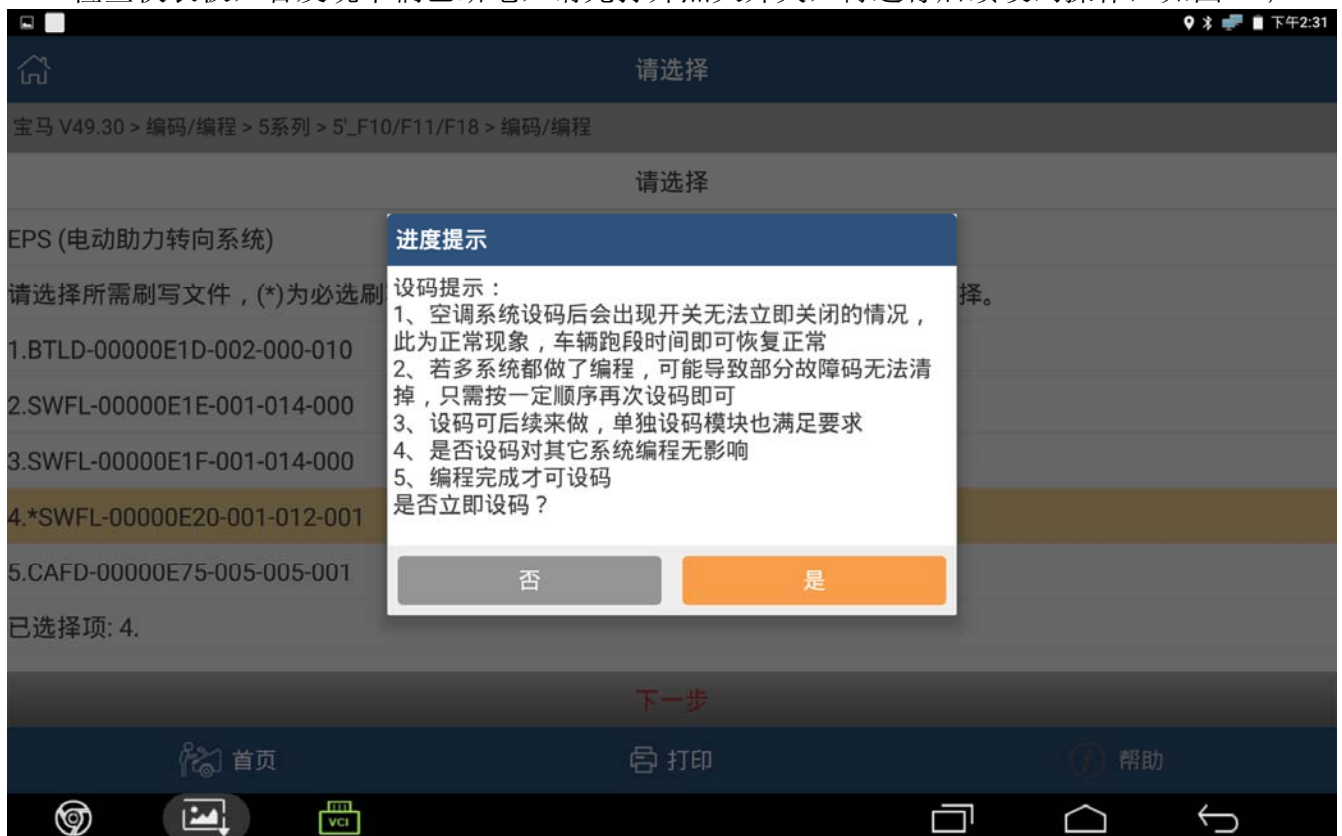 下午2:31
请选择
宝马 V49.30 > 编码/编程 > 5系列 > 5'_F10/F11/F18 > 编码/编程
请选择
EPS (电动助力转向系统)
请选择所需刷写文件，(*)为必选刷
择。
1.BTLD-00000E1D-002-000-010
2.SWFL-00000E1E-001-014-000
3.SWFL-00000E1F-001-014-000
4.*SWFL-00000E20-001-012-001
5.CAFD-00000E75-005-005-001
已选择项: 4.
进度提示
设码提示：
1、空调系统设码后会出现开关无法立即关闭的情况，
此为正常现象，车辆跑段时间即可恢复正常
2、若多系统都做了编程，可能导致部分故障码无法清
掉，只需按一定顺序再次设码即可
3、设码可后续来做，单独设码模块也满足要求
4、是否设码对其它系统编程无影响
5、编程完成才可设码
是否立即设码？
否
是
下一步
首页
打印
帮助
VCI